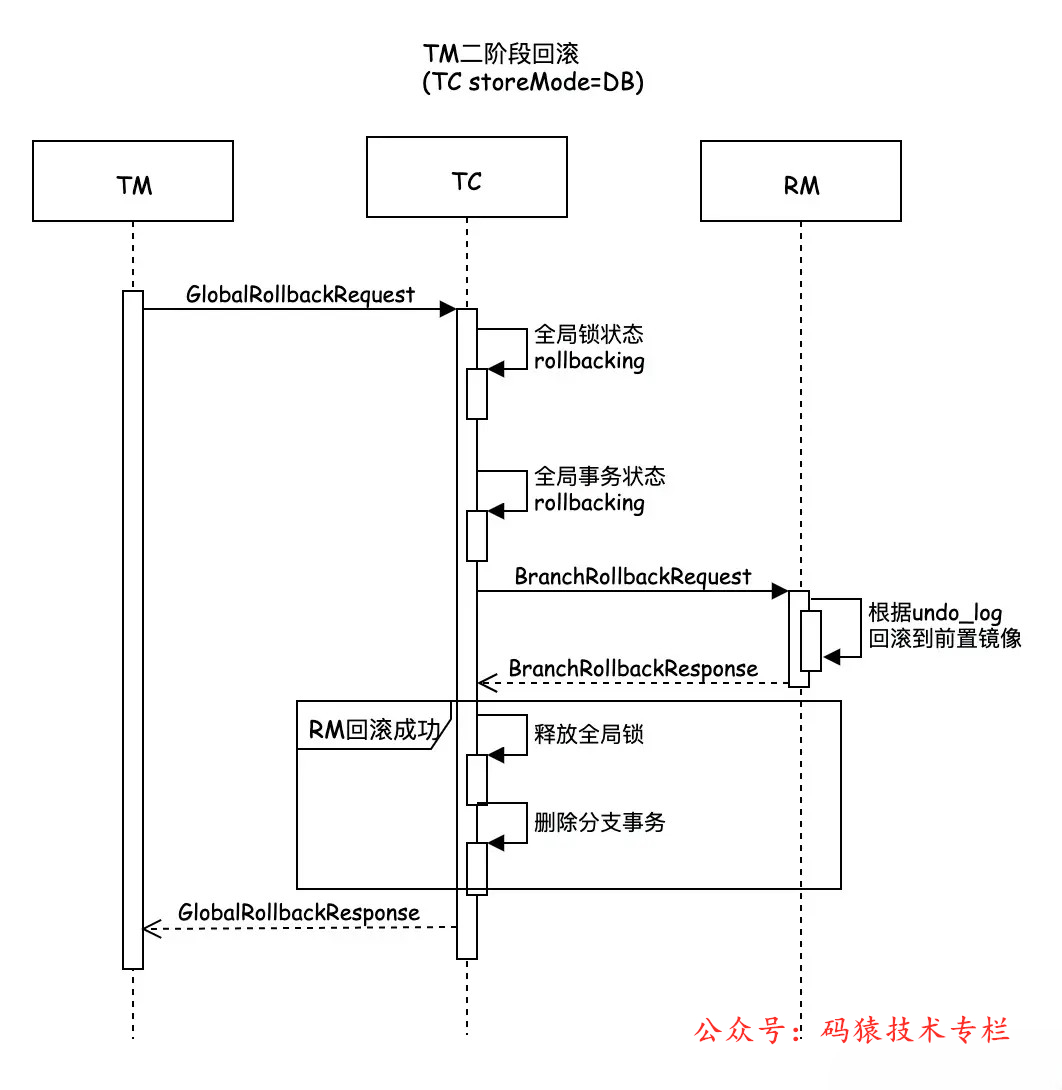 TM二阶段回滚
(TC storeMode=DB)
TM
TC
RM
GlobalRollbackRequest
全局锁状态
rollbacking
全局事务状态
rollbacking
BranchRollbackRequest
根据undo_log
回滚到前置镜像
BranchRollbackResponse
RM回滚成功
释放全局锁
删除分支事务
GlobalRollbackResponse
公众号：码猿技术专栏